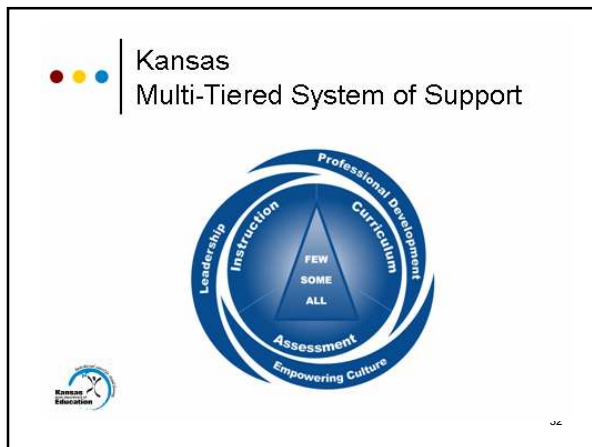 Kansas
Multi-Tiered System of Support
Professional Development
Leadership
Instruction
Curriculum
FEW
SOME
ALL
Assessment
Empowering Culture
Kansas
Education